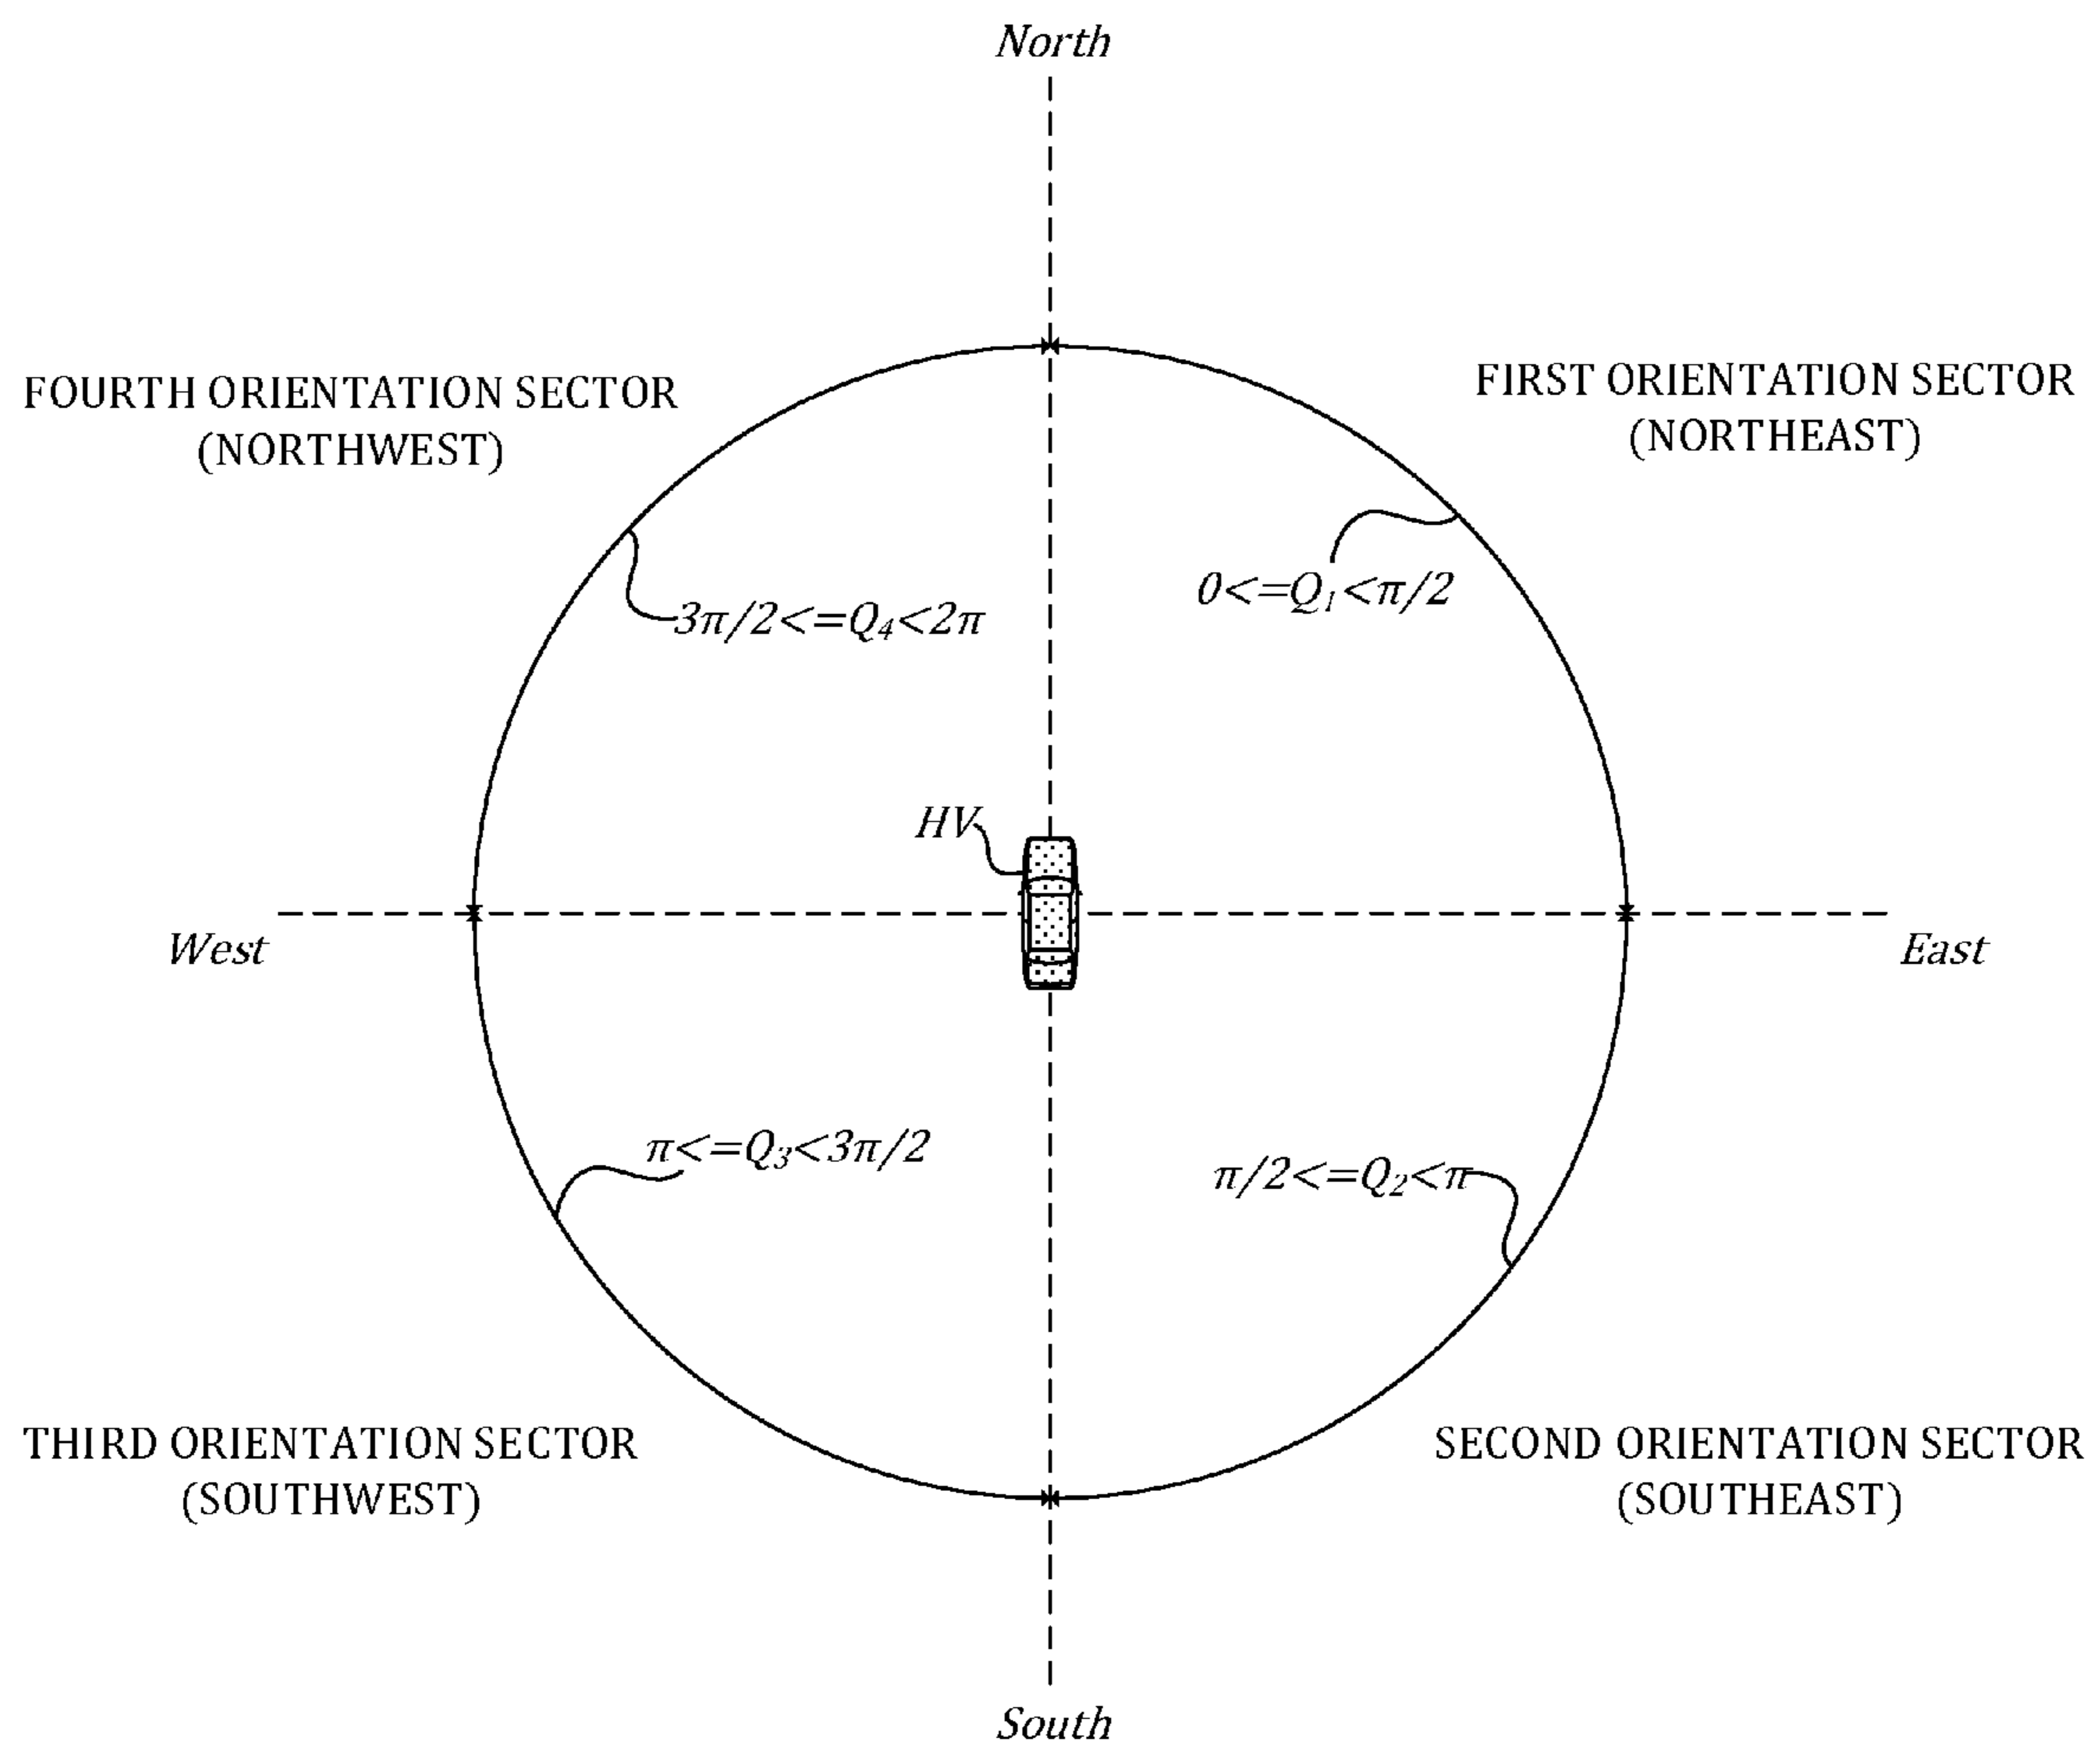 North
FOURTH ORIENTATION SECTOR
(NORTHWEST)
FIRST ORIENTATION SECTOR
(NORTHEAST)
0<=Q1<π/2
3π/2<=Q4<2π
HV
West
East
π<=Q3<3π/2
π/2<=Q2<π
THIRD ORIENTATION SECTOR
(SOUTHWEST)
SECOND ORIENTATION SECTOR
(SOUTHEAST)
South